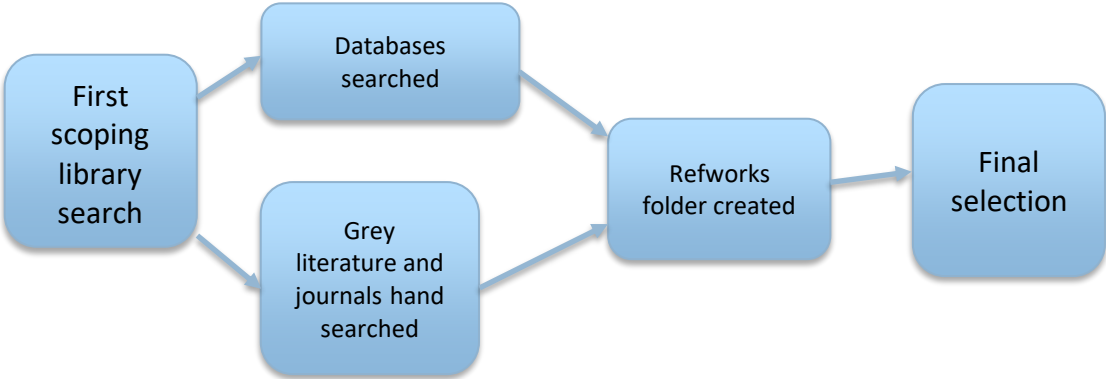 First
scoping
library
search
Databases
searched
Grey
literature and
journals hand
searched
Refworks
folder created
Final
selection